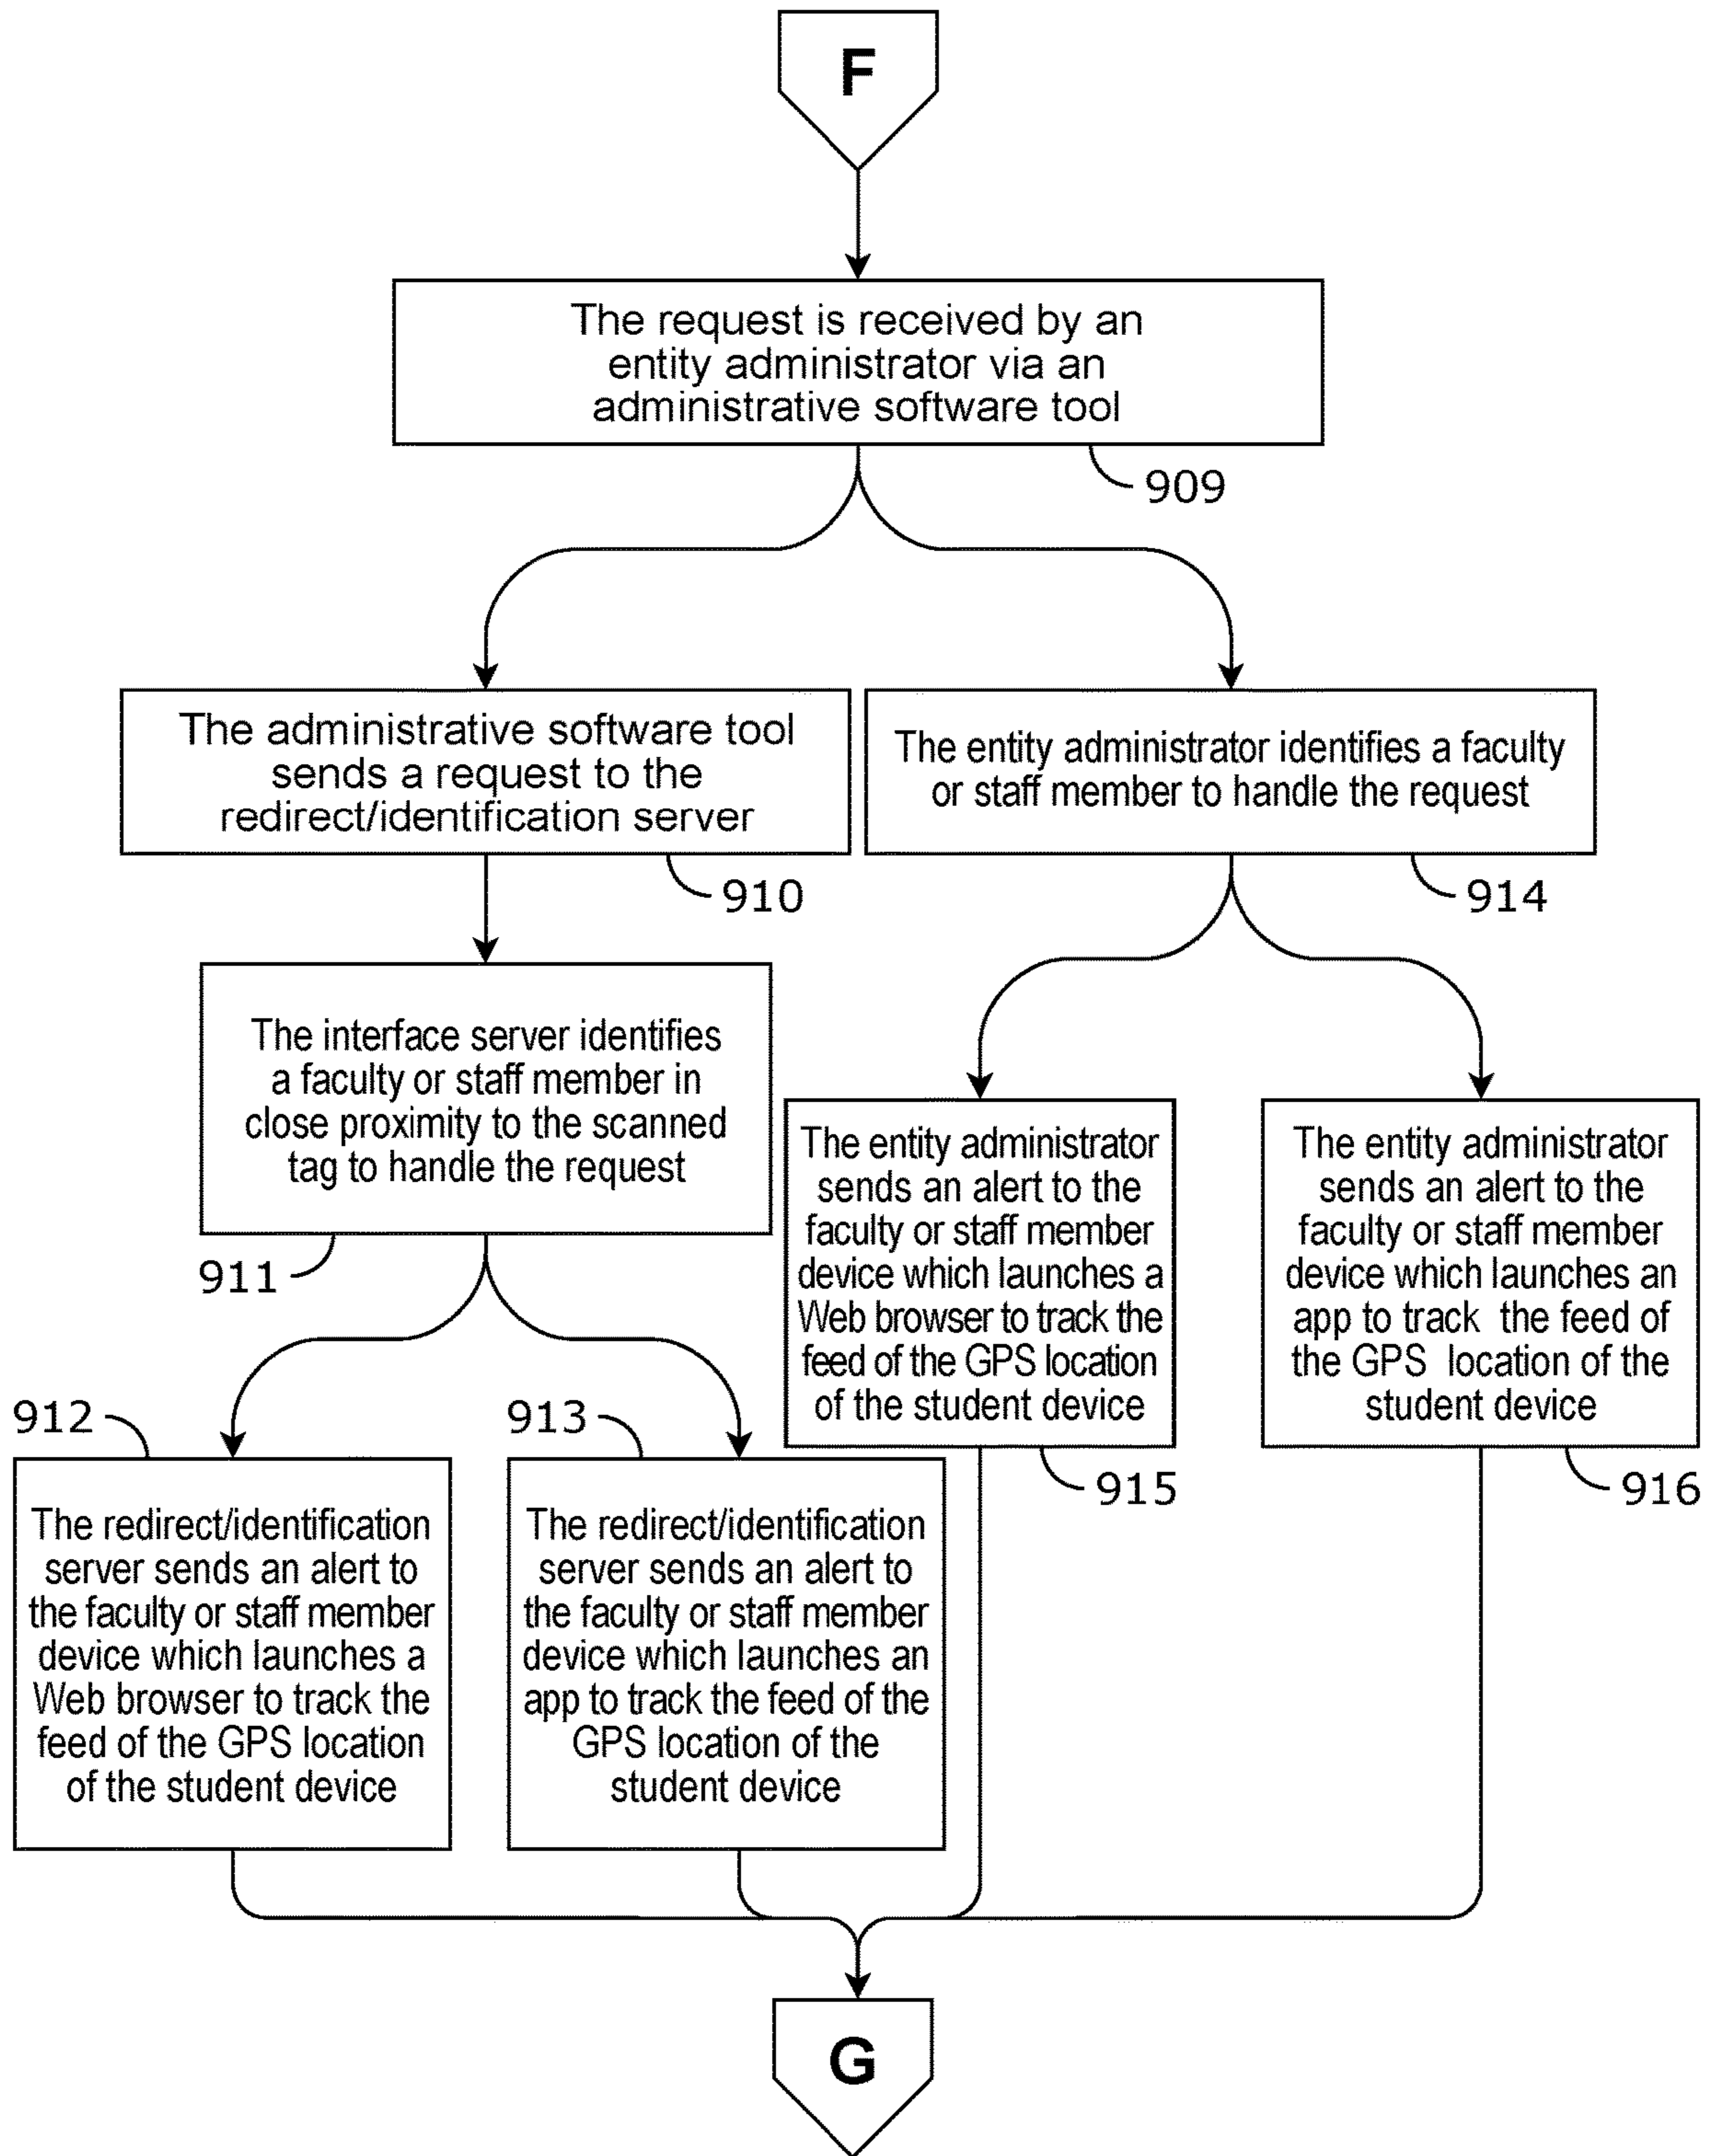 F
The request is received by an
entity administrator via an
administrative software tool
909
The administrative software tool
sends a request to the
redirect/identification server
910
The entity administrator identifies a faculty
or staff member to handle the request
914
The interface server identifies
a faculty or staff member in
close proximity to the scanned
tag to handle the request
911
The entity administrator
sends an alert to the
faculty or staff member
device which launches a
Web browser to track the
feed of the GPS location
of the student device
915
The entity administrator
sends an alert to the
faculty or staff member
device which launches an
app to track the feed of
the GPS location of the
student device
916
912
The redirect/identification
server sends an alert to
the faculty or staff member
device which launches a
Web browser to track the
feed of the GPS location
of the student device
913
The redirect/identification
server sends an alert to
the faculty or staff member
device which launches an
app to track the feed of the
GPS location of the
student device
G